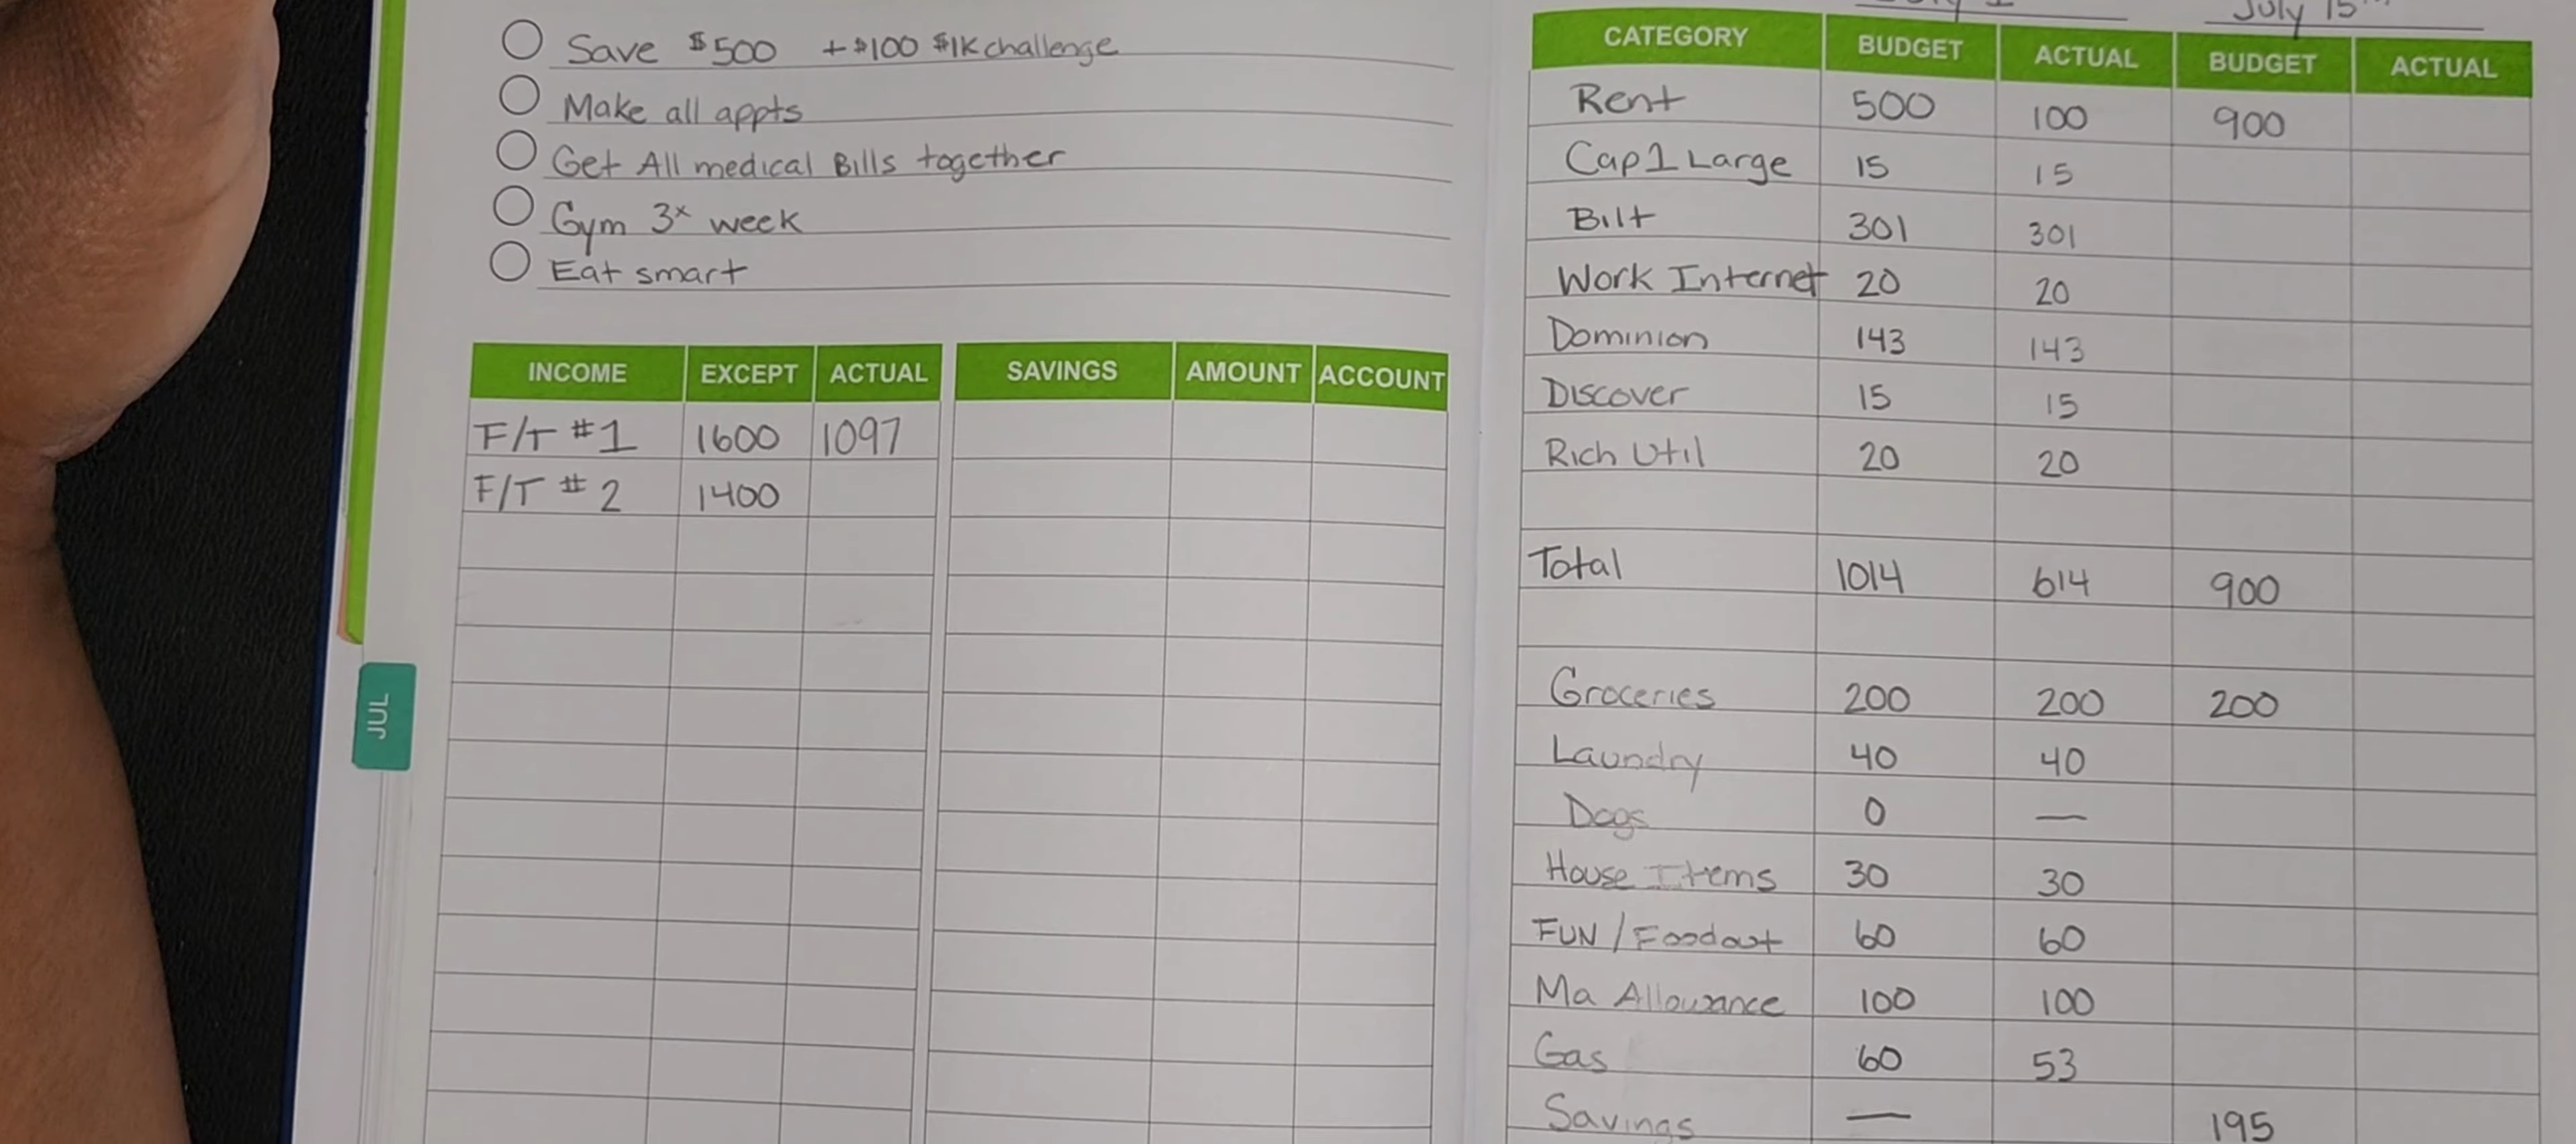 Save $500 + $100 $1K challenge
Make all appts
Get All medical Bills together
Gym 3x week
Eat smart
INCOME EXCEPT ACTUAL
F/T #1 1600 1097
F/T #2 1400
SAVINGS AMOUNT ACCOUNT
JUL
July 15th
CATEGORY BUDGET ACTUAL BUDGET ACTUAL
Rent 500 100 900
Cap1 Large 15 15
Bilt 301 301
Work Internet 20 20
Dominion 143 143
Discover 15 15
Rich Util 20 20
Total 1014 614 900
Groceries 200 200 200
Laundry 40 40
Dogs 0 —
House Items 30 30
FUN / Foodout 60 60
Ma Allowance 100 100
Gas 60 53
Savings — 195